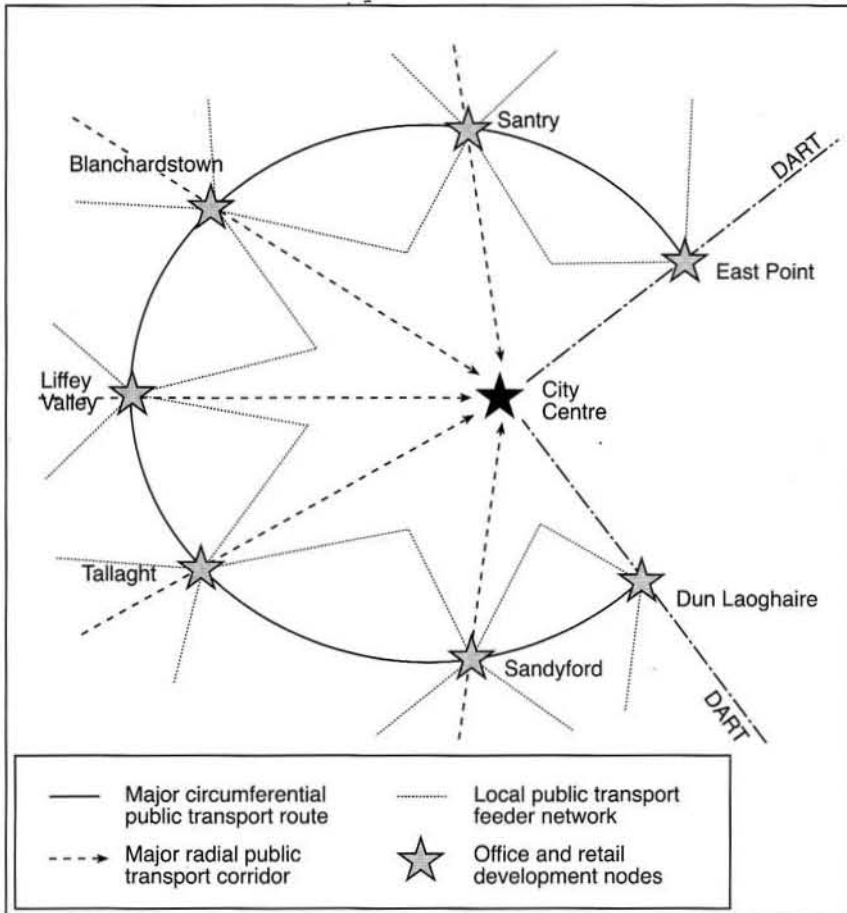 Santry
Blanchardstown
DART
East Point
Liffey
Valley
City
Centre
Tallaght
Dun Laoghaire
Sandyford
DART
Major circumferential
public transport route
Major radial public
transport corridor
Local public transport
feeder network
Office and retail
development nodes